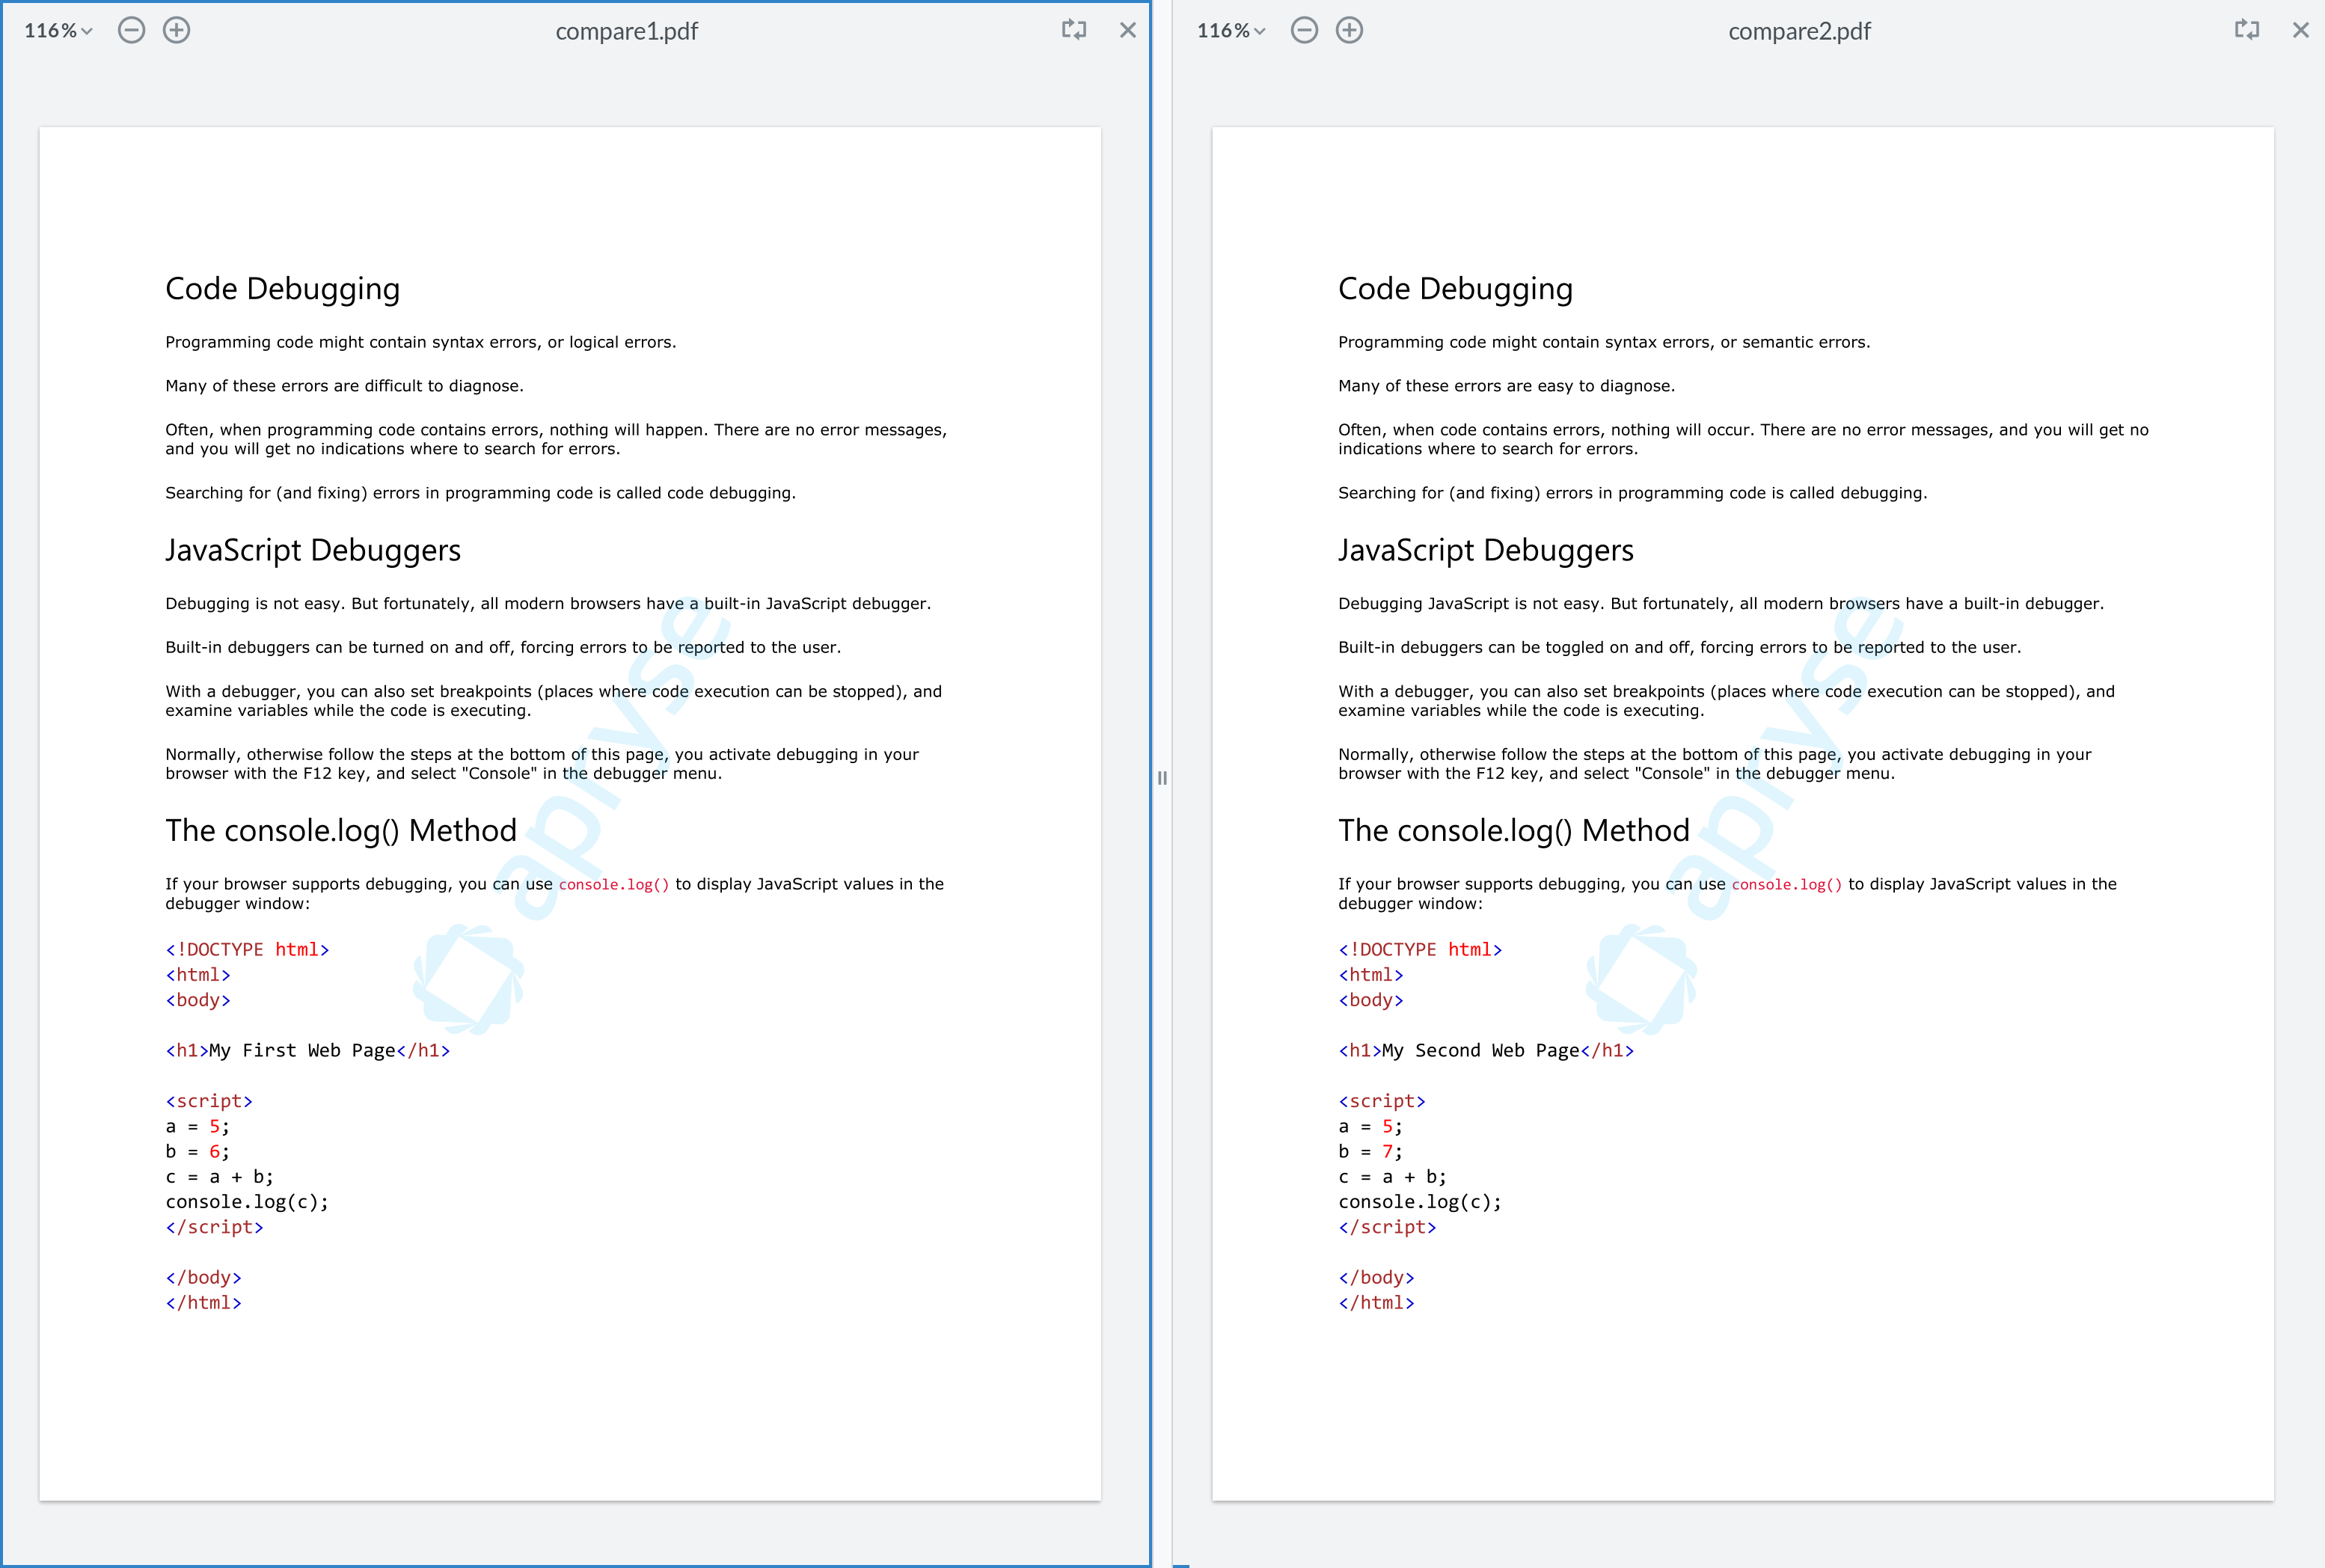 116%
compare1.pdf
Code Debugging
Programming code might contain syntax errors, or logical errors.
Many of these errors are difficult to diagnose.
Often, when programming code contains errors, nothing will happen. There are no error messages,
and you will get no indications where to search for errors.
Searching for (and fixing) errors in programming code is called code debugging.
JavaScript Debuggers
Debugging is not easy. But fortunately, all modern browsers have a built-in JavaScript debugger.
Built-in debuggers can be turned on and off, forcing errors to be reported to the user.
With a debugger, you can also set breakpoints (places where code execution can be stopped), and
examine variables while the code is executing.
Normally, otherwise follow the steps at the bottom of this page, you activate debugging in your
browser with the F12 key, and select "Console" in the debugger menu.
The console.log() Method
If your browser supports debugging, you can use console.log() to display JavaScript values in the
debugger window:
<!DOCTYPE html>
<html>
<body>
<h1>My First Web Page</h1>
<script>
a = 5;
b = 6;
c = a + b;
console.log(c);
</script>
</body>
</html>
apryse
116%
compare2.pdf
Code Debugging
Programming code might contain syntax errors, or semantic errors.
Many of these errors are easy to diagnose.
Often, when code contains errors, nothing will occur. There are no error messages, and you will get no
indications where to search for errors.
Searching for (and fixing) errors in programming code is called debugging.
JavaScript Debuggers
Debugging JavaScript is not easy. But fortunately, all modern browsers have a built-in debugger.
Built-in debuggers can be toggled on and off, forcing errors to be reported to the user.
With a debugger, you can also set breakpoints (places where code execution can be stopped), and
examine variables while the code is executing.
Normally, otherwise follow the steps at the bottom of this page, you activate debugging in your
browser with the F12 key, and select "Console" in the debugger menu.
The console.log() Method
If your browser supports debugging, you can use console.log() to display JavaScript values in the
debugger window:
<!DOCTYPE html>
<html>
<body>
<h1>My Second Web Page</h1>
<script>
a = 5;
b = 7;
c = a + b;
console.log(c);
</script>
</body>
</html>
apryse